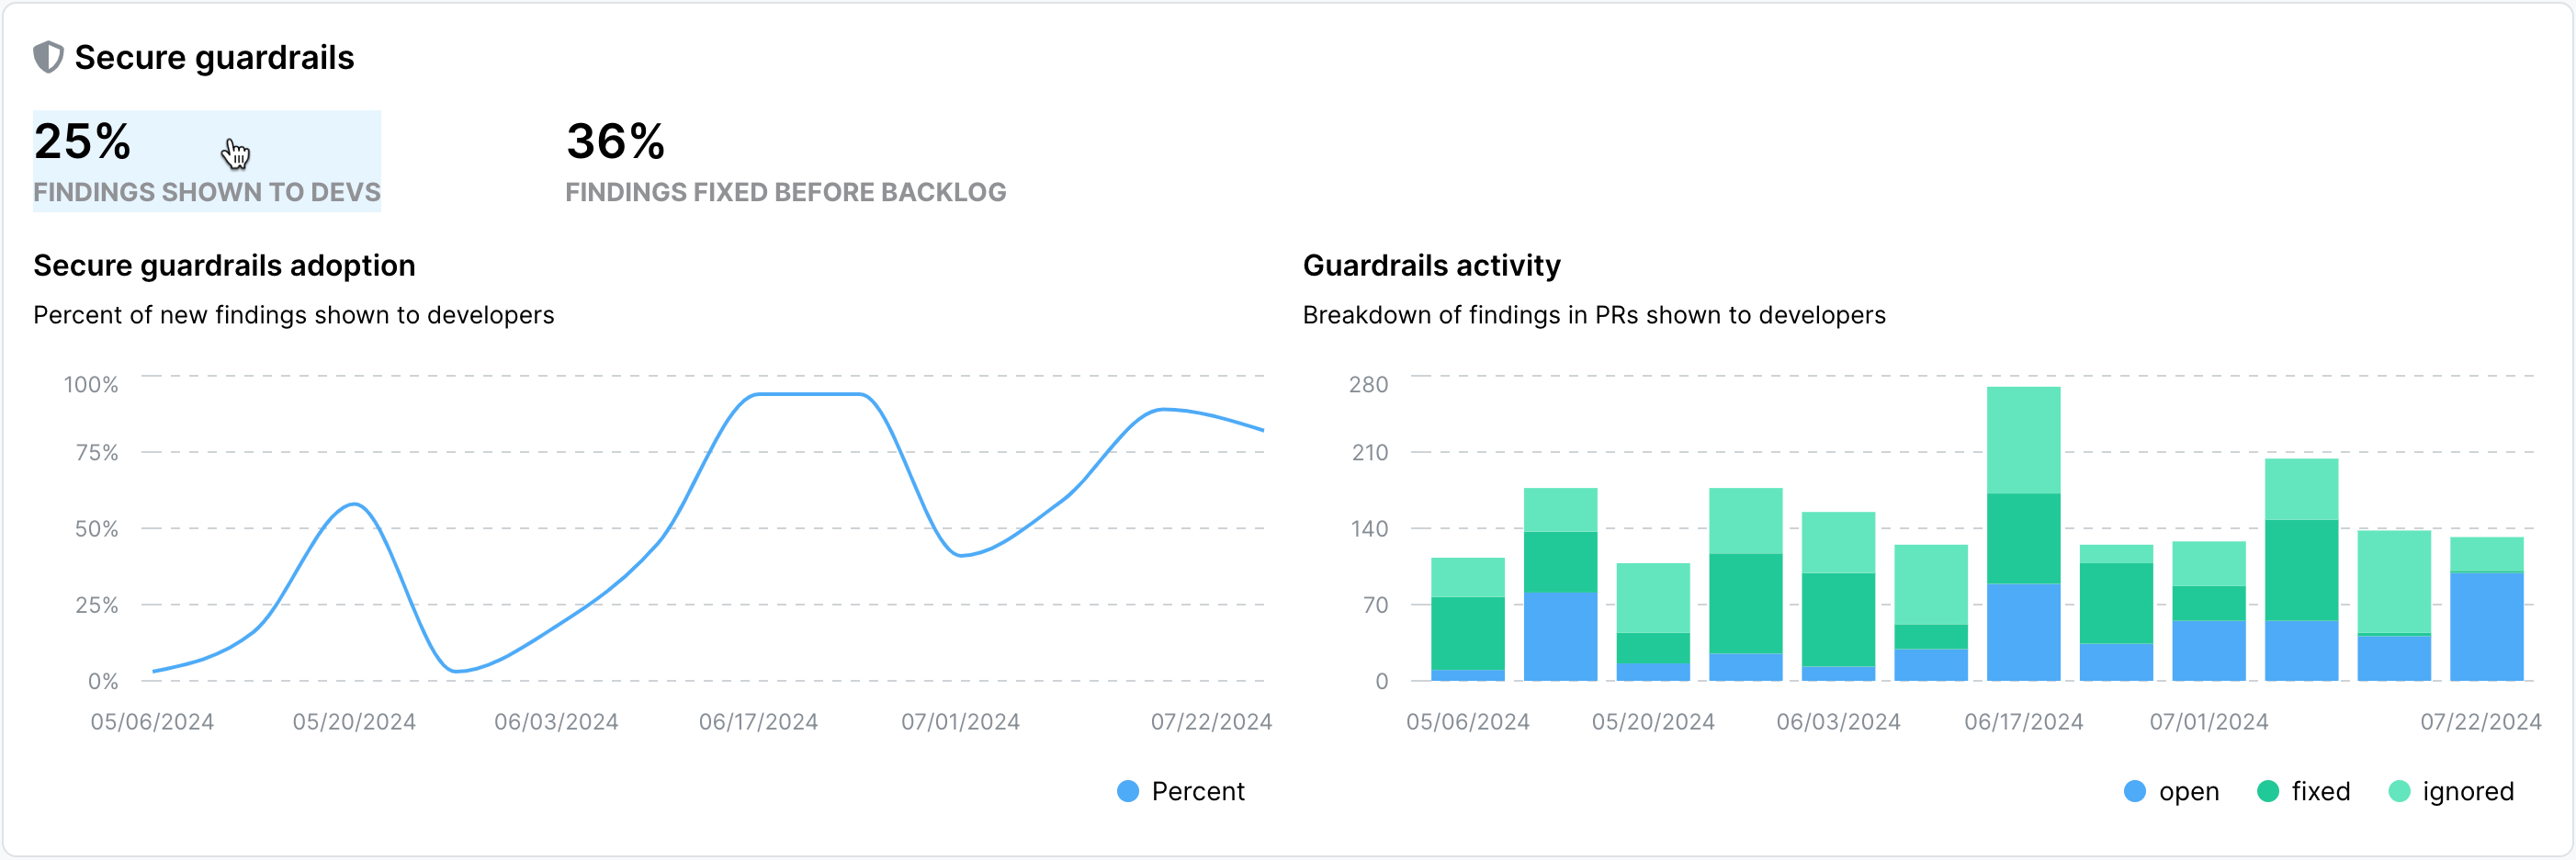 Secure guardrails
25%
FINDINGS SHOWN TO DEVS
36%
FINDINGS FIXED BEFORE BACKLOG
Secure guardrails adoption
Percent of new findings shown to developers
100%
75%
50%
25%
0%
05/06/2024 05/20/2024 06/03/2024 06/17/2024 07/01/2024 07/22/2024
Percent
Guardrails activity
Breakdown of findings in PRs shown to developers
280
210
140
70
0
05/06/2024 05/20/2024 06/03/2024 06/17/2024 07/01/2024 07/22/2024
open fixed ignored